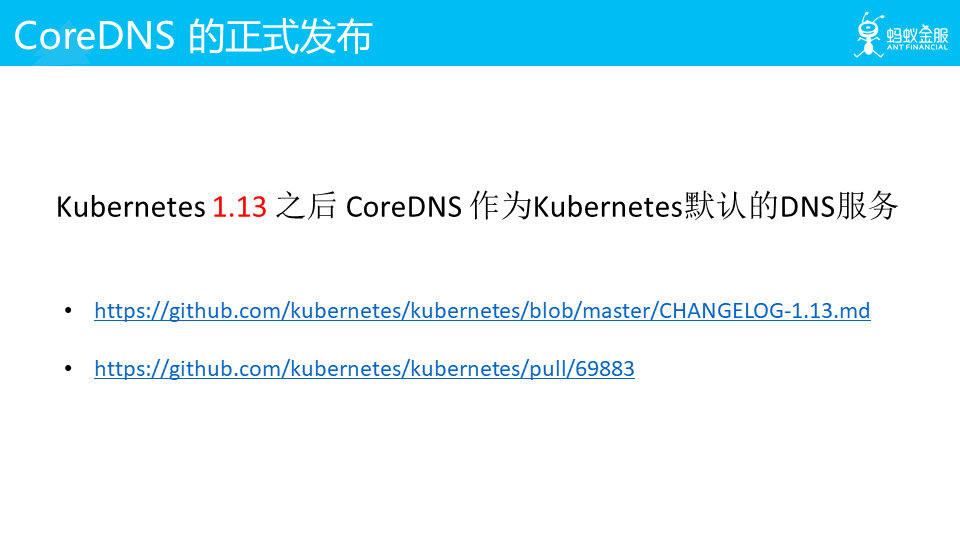 CoreDNS 的正式发布
蚂蚁金服
ANT FINANCIAL
Kubernetes 1.13 之后 CoreDNS 作为Kubernetes默认的DNS服务
• https://github.com/kubernetes/kubernetes/blob/master/CHANGELOG-1.13.md
• https://github.com/kubernetes/kubernetes/pull/69883